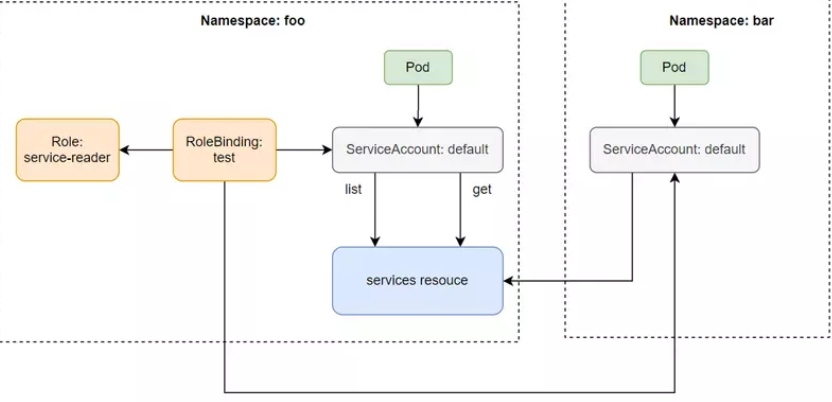 Namespace: foo
Namespace: bar
Pod
Pod
Role:
service-reader
RoleBinding:
test
ServiceAccount: default
ServiceAccount: default
list
get
services resouce